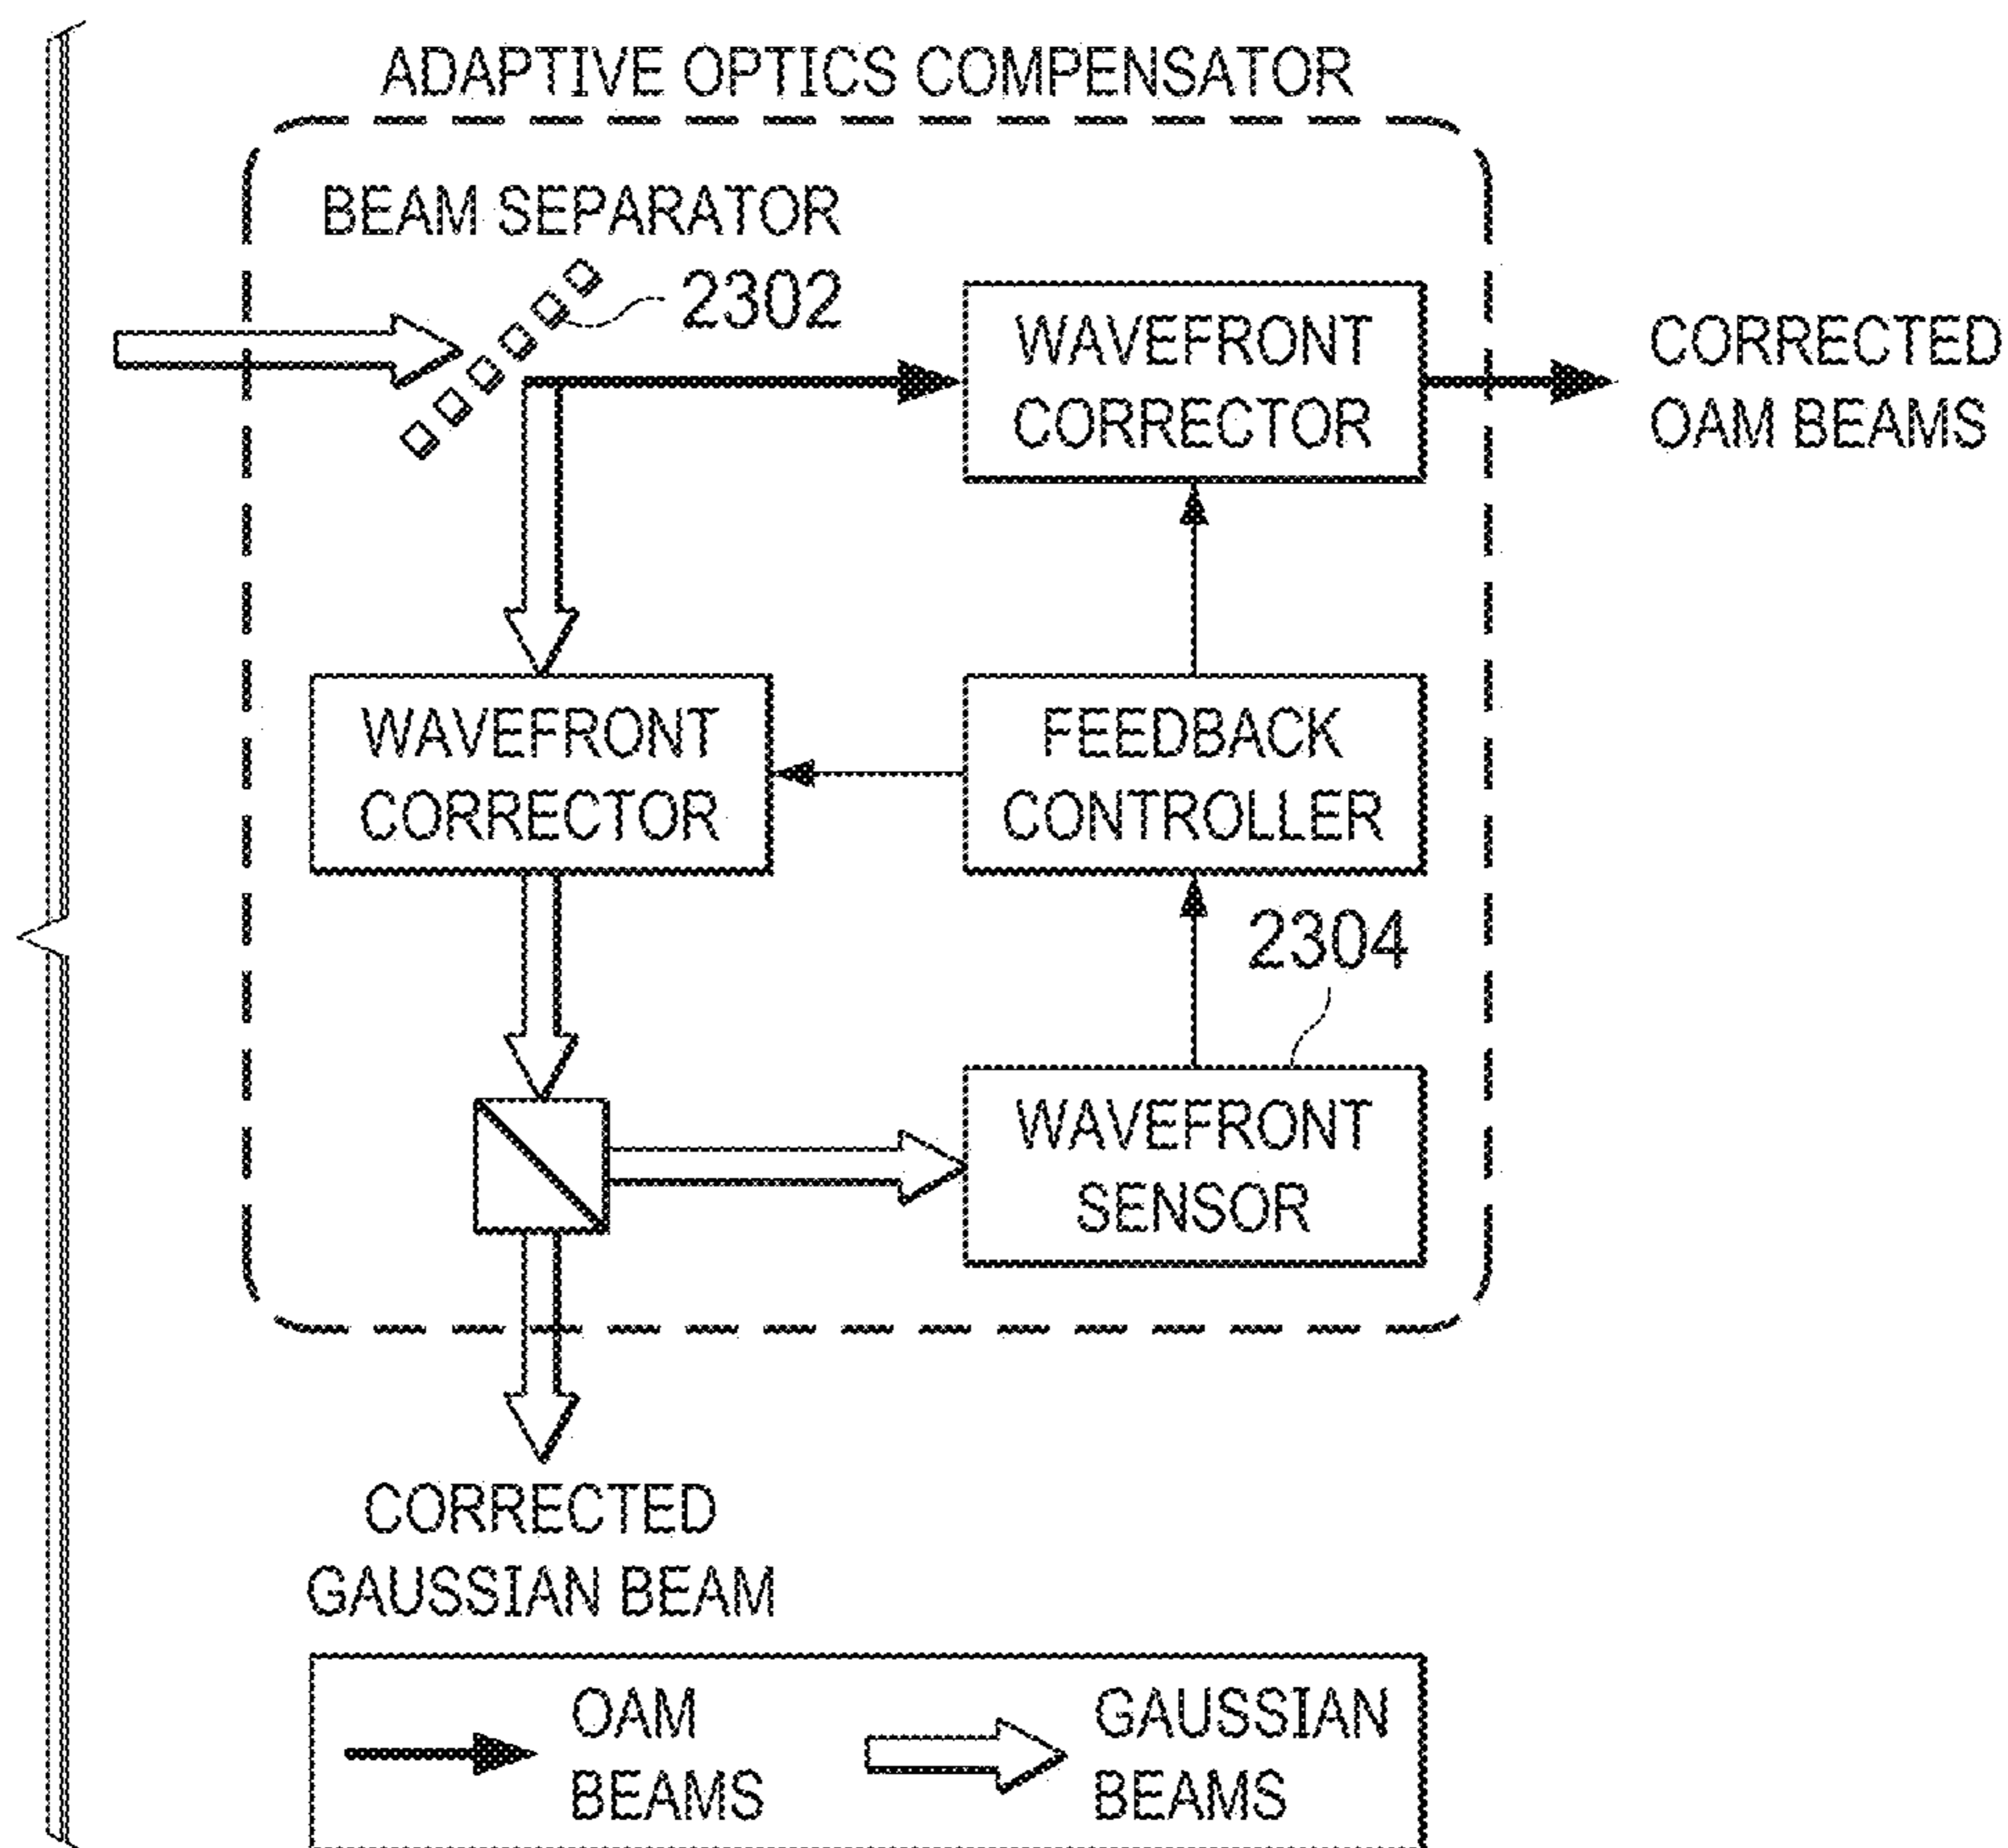 ADAPTIVE OPTICS COMPENSATOR
BEAM SEPARATOR
2302
WAVEFRONT
CORRECTOR
CORRECTED
OAM BEAMS
WAVEFRONT
CORRECTOR
FEEDBACK
CONTROLLER
2304
WAVEFRONT
SENSOR
CORRECTED
GAUSSIAN BEAM
OAM
BEAMS
GAUSSIAN
BEAMS